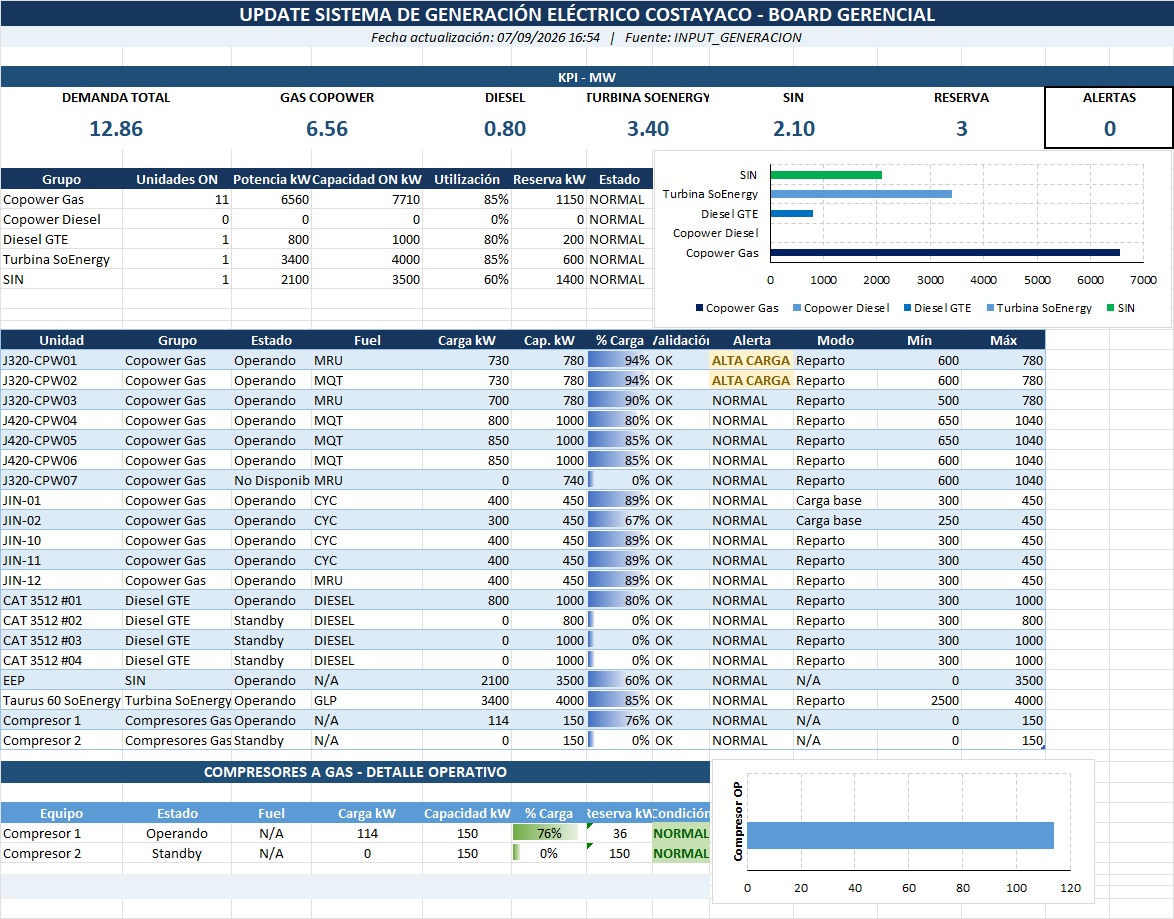 UPDATE SISTEMA DE GENERACIÓN ELÉCTRICO COSTAYACO - BOARD GERENCIAL
Fecha actualización: 07/09/2026 16:54 | Fuente: INPUT_GENERACION
KPI - MW
DEMANDA TOTAL GAS COPOWER DIESEL TURBINA SOENERGY SIN RESERVA ALERTAS
12.86 6.56 0.80 3.40 2.10 3 0
Grupo Unidades ON Potencia kW Capacidad ON kW Utilización Reserva kW Estado
Copower Gas 11 6560 7710 85% 1150 NORMAL
Copower Diesel 0 0 0 0% 0 NORMAL
Diesel GTE 1 800 1000 80% 200 NORMAL
Turbina SoEnergy 1 3400 4000 85% 600 NORMAL
SIN 1 2100 3500 60% 1400 NORMAL
SIN
Turbina SoEnergy
Diesel GTE
Copower Diesel
Copower Gas
0 1000 2000 3000 4000 5000 6000 7000
Copower Gas Copower Diesel Diesel GTE Turbina SoEnergy SIN
Unidad Grupo Estado Fuel Carga kW Cap. kW % Carga Validación Alerta Modo Mín Máx
J320-CPW01 Copower Gas Operando MRU 730 780 94% OK ALTA CARGA Reparto 600 780
J320-CPW02 Copower Gas Operando MQT 730 780 94% OK ALTA CARGA Reparto 600 780
J320-CPW03 Copower Gas Operando MRU 700 780 90% OK NORMAL Reparto 500 780
J420-CPW04 Copower Gas Operando MQT 800 1000 80% OK NORMAL Reparto 650 1040
J420-CPW05 Copower Gas Operando MQT 850 1000 85% OK NORMAL Reparto 650 1040
J420-CPW06 Copower Gas Operando MQT 850 1000 85% OK NORMAL Reparto 600 1040
J320-CPW07 Copower Gas No Disponib MRU 0 740 0% OK NORMAL Reparto 600 1040
JIN-01 Copower Gas Operando CYC 400 450 89% OK NORMAL Carga base 300 450
JIN-02 Copower Gas Operando CYC 300 450 67% OK NORMAL Carga base 250 450
JIN-10 Copower Gas Operando CYC 400 450 89% OK NORMAL Reparto 300 450
JIN-11 Copower Gas Operando CYC 400 450 89% OK NORMAL Reparto 300 450
JIN-12 Copower Gas Operando MRU 400 450 89% OK NORMAL Reparto 300 450
CAT 3512 #01 Diesel GTE Operando DIESEL 800 1000 80% OK NORMAL Reparto 300 1000
CAT 3512 #02 Diesel GTE Standby DIESEL 0 800 0% OK NORMAL Reparto 300 800
CAT 3512 #03 Diesel GTE Standby DIESEL 0 1000 0% OK NORMAL Reparto 300 1000
CAT 3512 #04 Diesel GTE Standby DIESEL 0 1000 0% OK NORMAL Reparto 300 1000
EEP SIN Operando N/A 2100 3500 60% OK NORMAL N/A 0 3500
Taurus 60 SoEnergy Turbina SoEnergy Operando GLP 3400 4000 85% OK NORMAL Reparto 2500 4000
Compresor 1 Compresores Gas Operando N/A 114 150 76% OK NORMAL N/A 0 150
Compresor 2 Compresores Gas Standby N/A 0 150 0% OK NORMAL N/A 0 150
COMPRESORES A GAS - DETALLE OPERATIVO
Equipo Estado Fuel Carga kW Capacidad kW % Carga Reserva kW Condición
Compresor 1 Operando N/A 114 150 76% 36 NORMAL
Compresor 2 Standby N/A 0 150 0% 150 NORMAL
Compresor OP
0 20 40 60 80 100 120